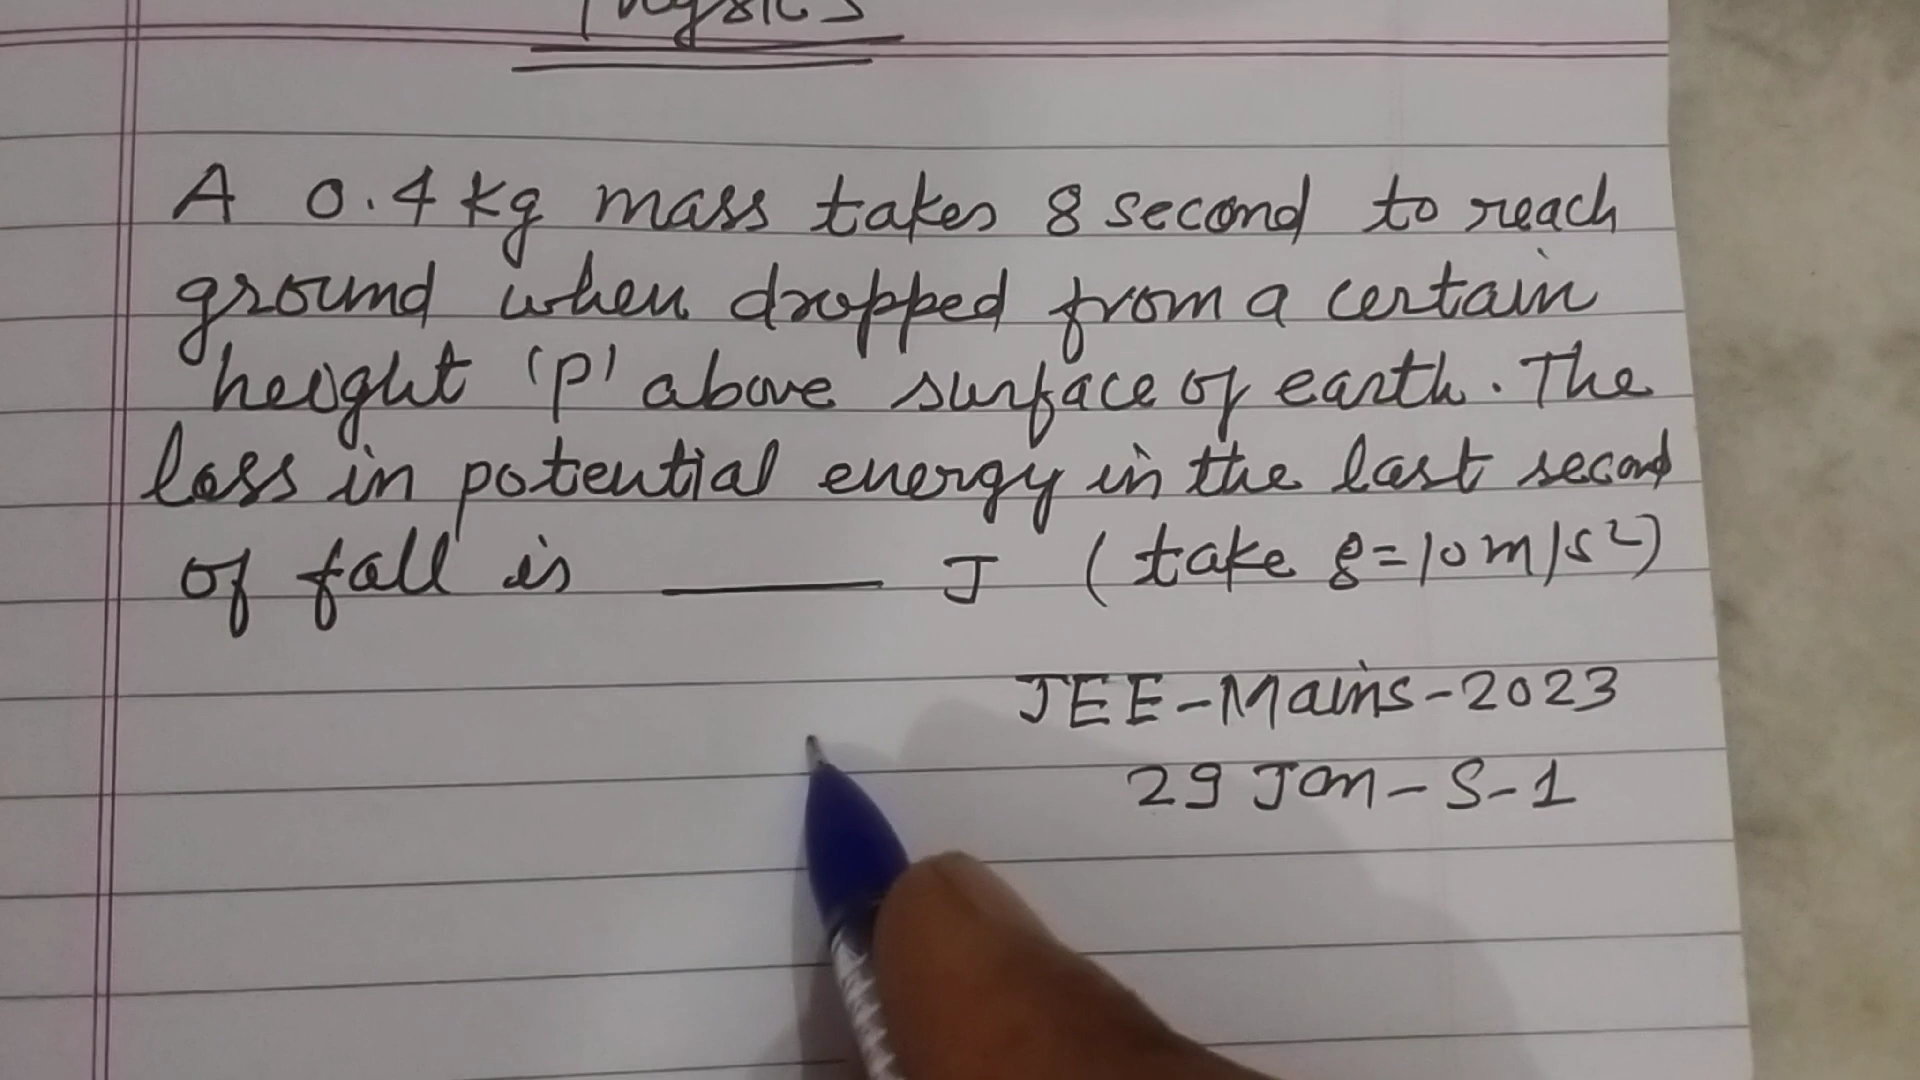 Physics
A 0.4 kg mass takes 8 second to reach
ground when dropped from a certain
height 'P' above surface of earth. The
loss in potential energy in the last second
of fall is ______ J (take g=10m/s²)
JEE-Mains-2023
29 Jan-S-1